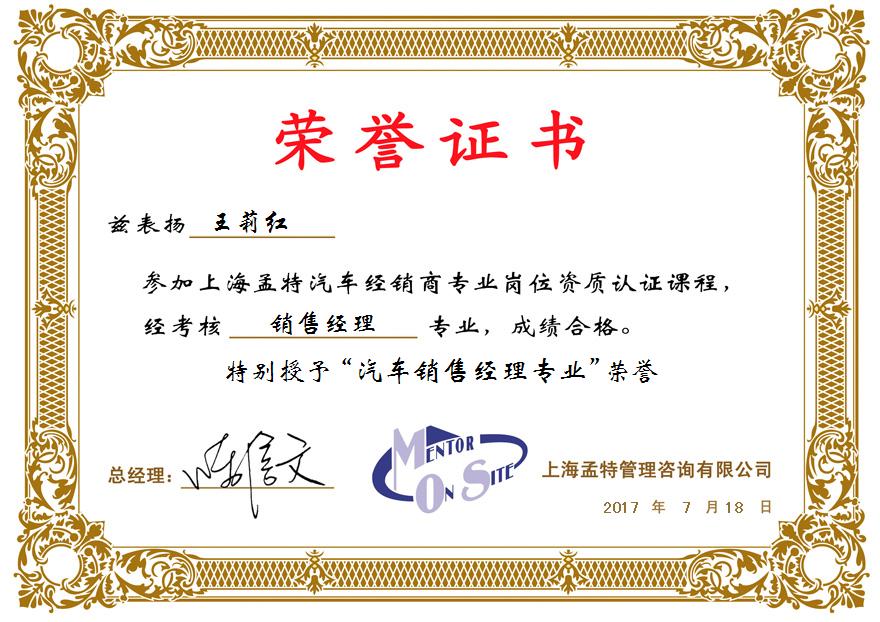 荣誉证书
兹表扬 王莉红
参加上海孟特汽车经销商专业岗位资质认证课程，
经考核 销售经理 专业，成绩合格。
特别授予“汽车销售经理专业”荣誉
总经理：
MENTOR
ON SITE
上海孟特管理咨询有限公司
2017 年 7 月 18 日